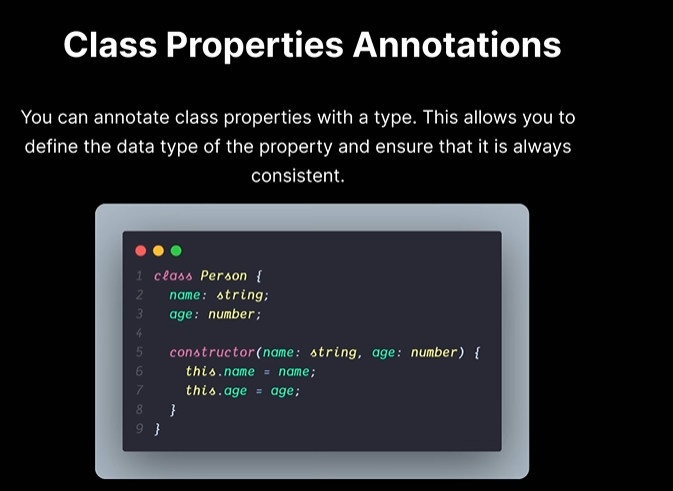 Class Properties Annotations
You can annotate class properties with a type. This allows you to
define the data type of the property and ensure that it is always
consistent.
1 class Person {
2   name: string;
3   age: number;
4
5   constructor(name: string, age: number) {
6     this.name = name;
7     this.age = age;
8   }
9 }